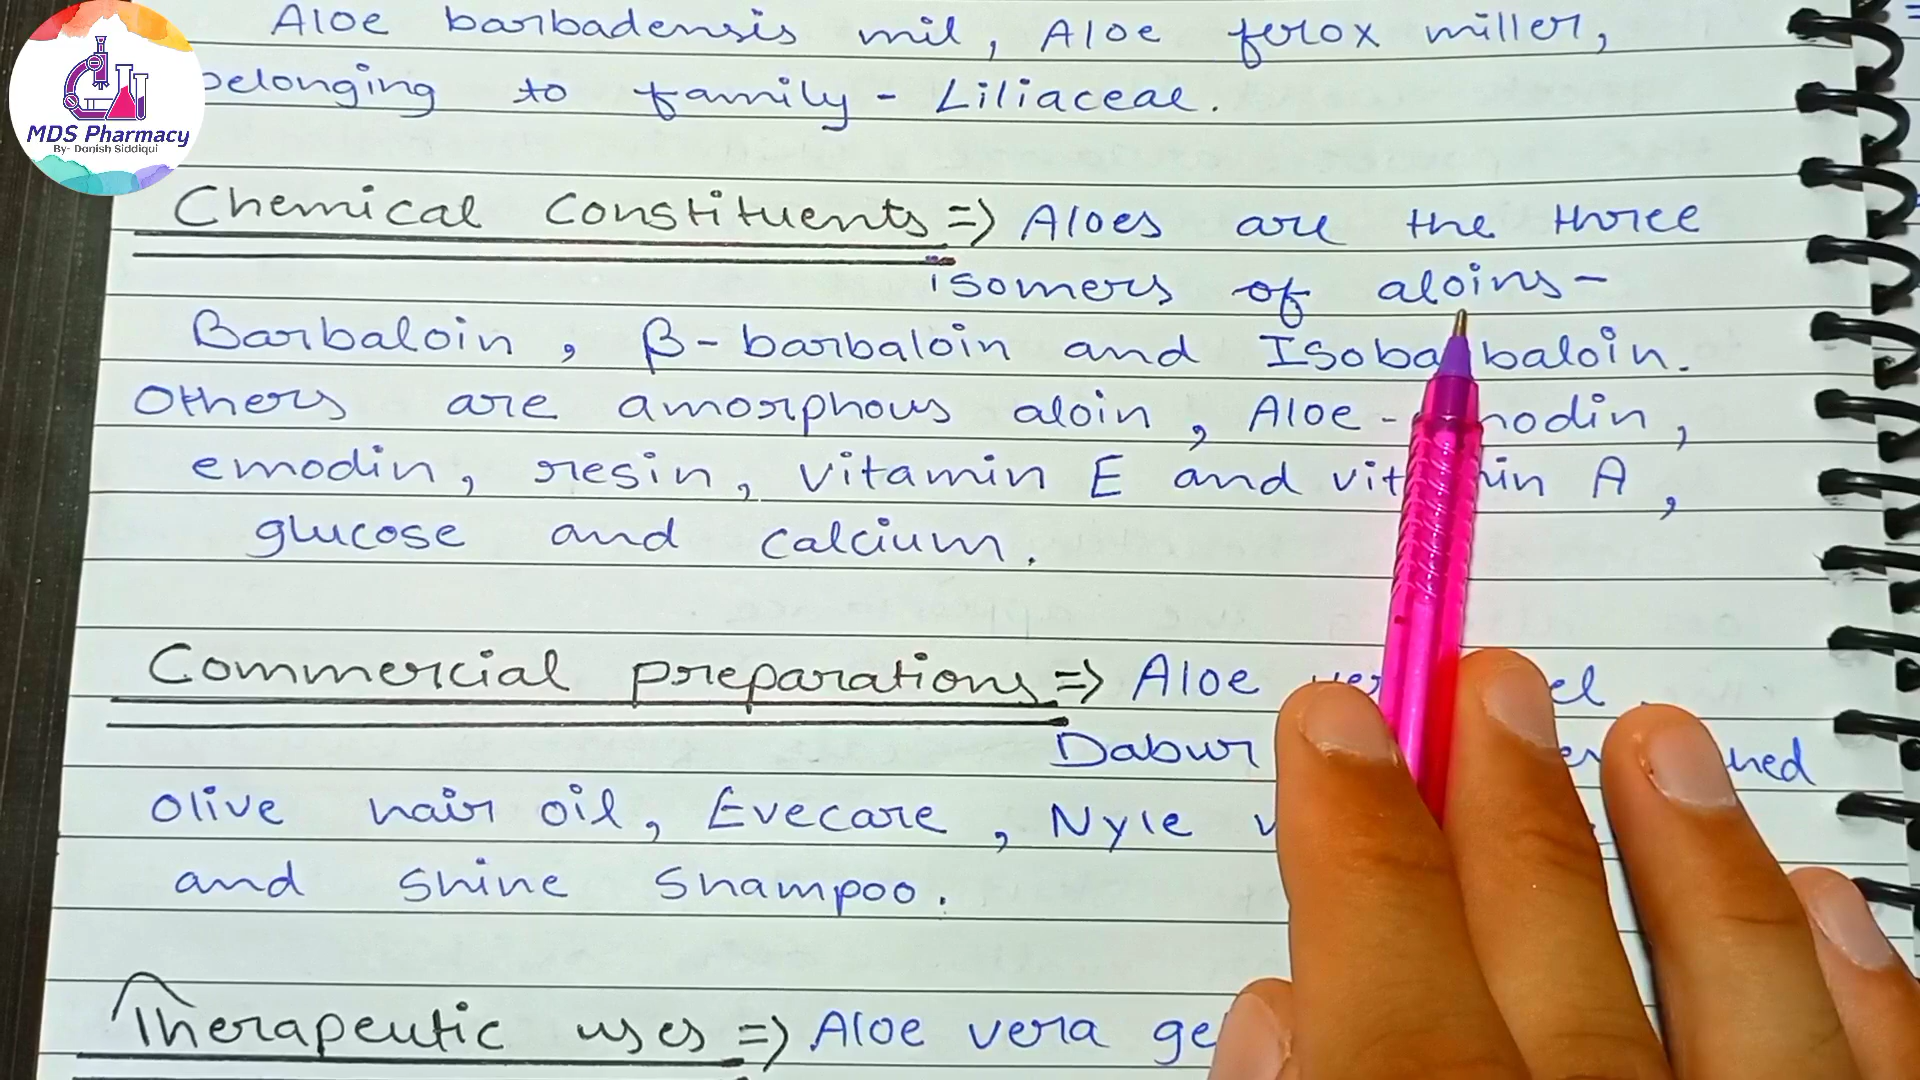 Aloe barbadensis mil, Aloe ferox miller,
belonging to family - Liliaceae.
MDS Pharmacy
By- Danish Siddiqui
Chemical Constituents => Aloes are the three
isomers of aloins-
Barbaloin, β-barbaloin and Isobarbaloin.
Others are amorphous aloin, Aloe-emodin,
emodin, resin, vitamin E and vitamin A,
glucose and calcium.
Commercial preparations => Aloe
Dabur
Olive hair oil, Evecare, Nyle
and shine shampoo.
Therapeutic uses => Aloe vera